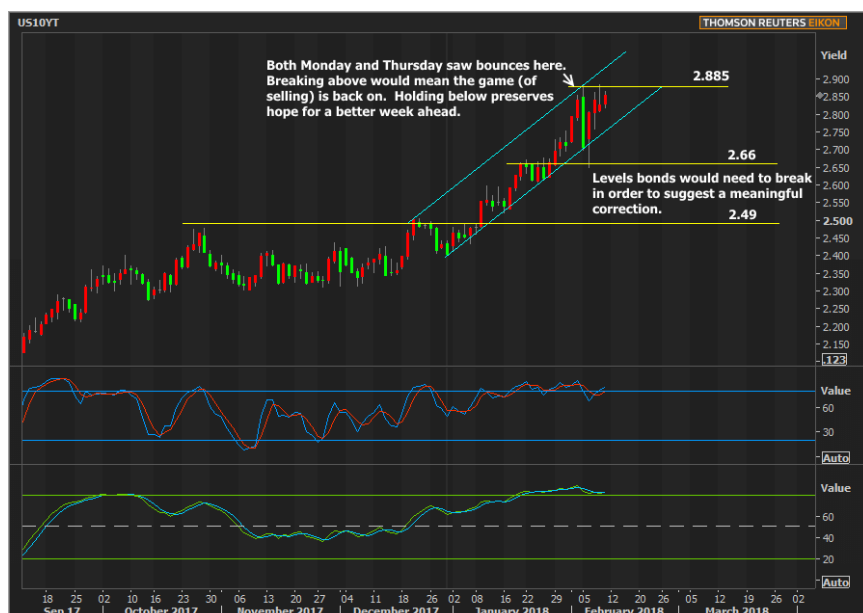 US10YT
THOMSON REUTERS EIKON
Yield
Both Monday and Thursday saw bounces here.
Breaking above would mean the game (of
selling) is back on.  Holding below preserves
hope for a better week ahead.
2.885
2.900
2.850
2.800
2.750
2.700
2.66
2.650
Levels bonds would need to break
in order to suggest a meaningful
correction.
2.600
2.550
2.49
2.500
2.450
2.400
2.350
2.300
2.250
2.200
2.150
.123
Value
60
30
Auto
Value
60
40
20
Auto
18 25 02 10 16 23 30 06 13 20 27 04 11 18 26 02 08 16 22 29 05 12 19 26 05 12 19 26 02
Sep 17 October 2017 November 2017 December 2017 January 2018 February 2018 March 2018